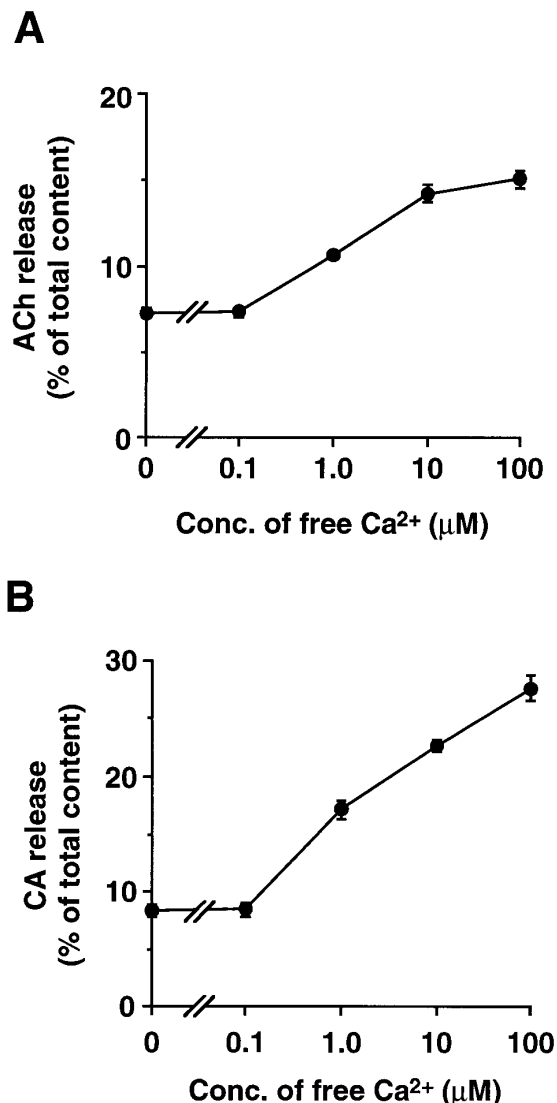 A
20
10
0
ACh release
(% of total content)
0 0.1 1.0 10 100
Conc. of free Ca2+ (μM)
B
30
20
10
0
CA release
(% of total content)
0 0.1 1.0 10 100
Conc. of free Ca2+ (μM)